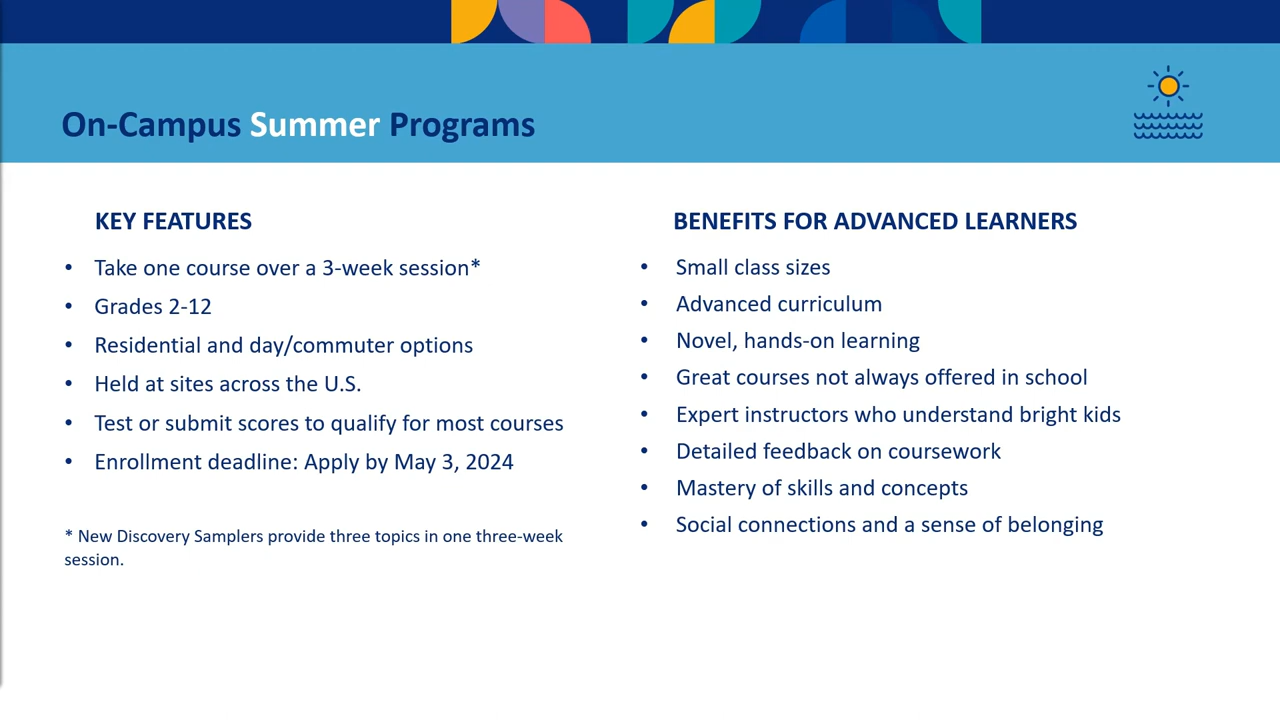 On-Campus Summer Programs
KEY FEATURES
• Take one course over a 3-week session*
• Grades 2-12
• Residential and day/commuter options
• Held at sites across the U.S.
• Test or submit scores to qualify for most courses
• Enrollment deadline: Apply by May 3, 2024
* New Discovery Samplers provide three topics in one three-week
session.
BENEFITS FOR ADVANCED LEARNERS
• Small class sizes
• Advanced curriculum
• Novel, hands-on learning
• Great courses not always offered in school
• Expert instructors who understand bright kids
• Detailed feedback on coursework
• Mastery of skills and concepts
• Social connections and a sense of belonging